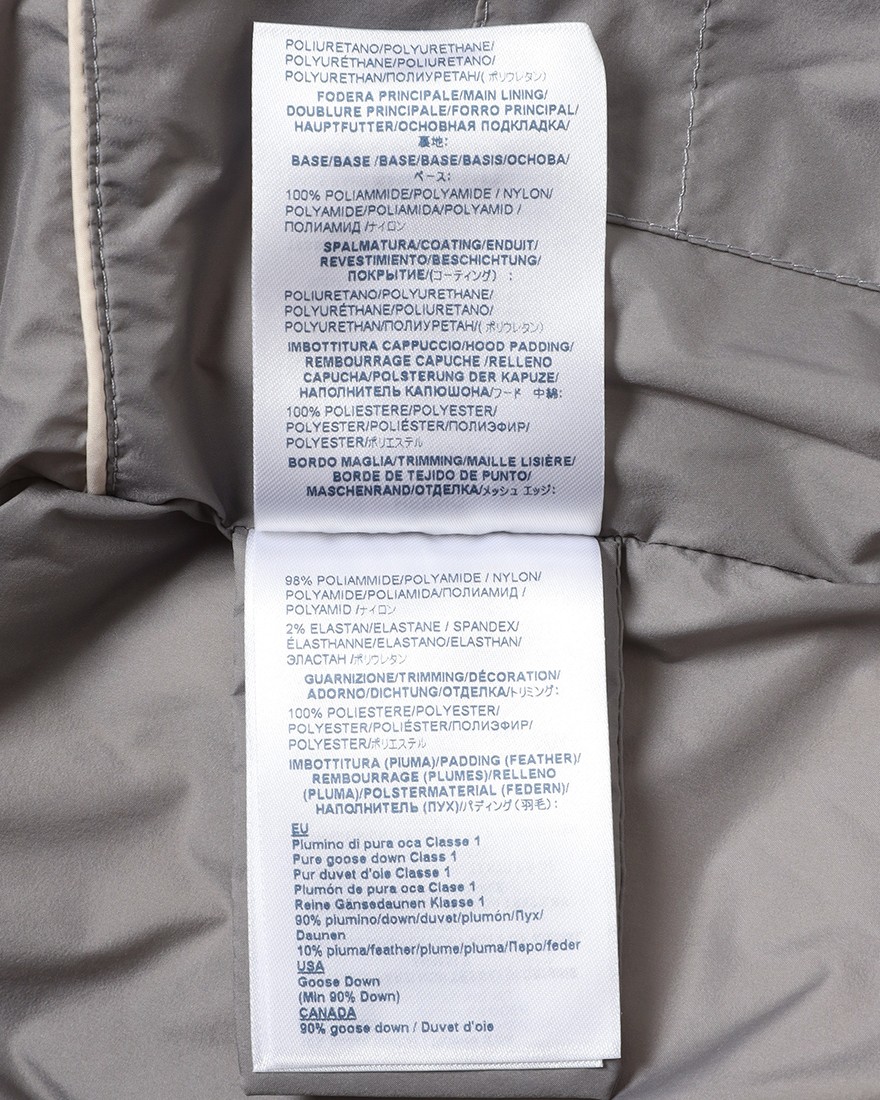 POLIURETANO/POLYURETHANE/
POLYURÉTHANE/POLIURETANO/
POLYURETHAN/ПОЛИУРЕТАН/( ポリウレタン)
FODERA PRINCIPALE/MAIN LINING/
DOUBLURE PRINCIPALE/FORRO PRINCIPAL/
HAUPTFUTTER/ОСНОВНАЯ ПОДКЛАДКА/
裏地:
BASE/BASE /BASE/BASE/BASIS/ОСНОВА/
ベース:
100% POLIAMMIDE/POLYAMIDE / NYLON/
POLYAMIDE/POLIAMIDA/POLYAMID /
ПОЛИАМИД /ナイロン
SPALMATURA/COATING/ENDUIT/
REVESTIMIENTO/BESCHICHTUNG/
ПОКРЫТИЕ/(コーティング) :
POLIURETANO/POLYURETHANE/
POLYURÉTHANE/POLIURETANO/
POLYURETHAN/ПОЛИУРЕТАН/( ポリウレタン)
IMBOTTITURA CAPPUCCIO/HOOD PADDING/
REMBOURRAGE CAPUCHE /RELLENO
CAPUCHA/POLSTERUNG DER KAPUZE/
НАПОЛНИТЕЛЬ КАПЮШОНА/フード 中綿:
100% POLIESTERE/POLYESTER/
POLYESTER/POLIÉSTER/ПОЛИЭФИР/
POLYESTER/ポリエステル
BORDO MAGLIA/TRIMMING/MAILLE LISIÈRE/
BORDE DE TEJIDO DE PUNTO/
MASCHENRAND/ОТДЕЛКА/メッシュ エッジ:
98% POLIAMMIDE/POLYAMIDE / NYLON/
POLYAMIDE/POLIAMIDA/ПОЛИАМИД /
POLYAMID /ナイロン
2% ELASTAN/ELASTANE / SPANDEX/
ÉLASTHANNE/ELASTANO/ELASTHAN/
ЭЛАСТАН /ポリウレタン
GUARNIZIONE/TRIMMING/DÉCORATION/
ADORNO/DICHTUNG/ОТДЕЛКА/トリミング:
100% POLIESTERE/POLYESTER/
POLYESTER/POLIÉSTER/ПОЛИЭФИР/
POLYESTER/ポリエステル
IMBOTTITURA (PIUMA)/PADDING (FEATHER)/
REMBOURRAGE (PLUMES)/RELLENO
(PLUMA)/POLSTERMATERIAL (FEDERN)/
НАПОЛНИТЕЛЬ (ПУХ)/パディング(羽毛):
EU
Piumino di pura oca Classe 1
Pure goose down Class 1
Pur duvet d'oie Classe 1
Plumón de pura oca Clase 1
Reine Gänsedaunen Klasse 1
90% piumino/down/duvet/plumón/Пух/
Daunen
10% piuma/feather/plume/pluma/Перо/feder
USA
Goose Down
(Min 90% Down)
CANADA
90% goose down / Duvet d'oie